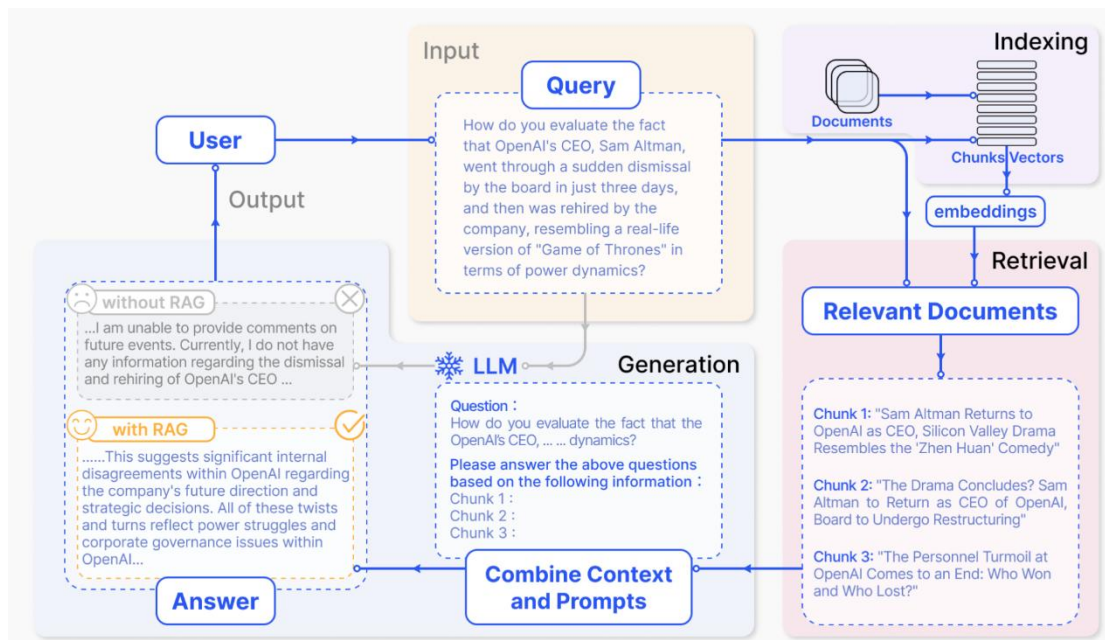 Input
Indexing
Query
Documents
Chunks
Vectors
User
How do you evaluate the fact
that OpenAI's CEO, Sam Altman,
went through a sudden dismissal
by the board in just three days,
and then was rehired by the
company, resembling a real-life
version of "Game of Thrones" in
terms of power dynamics?
Output
embeddings
Retrieval
Relevant Documents
without RAG
...I am unable to provide comments on
future events. Currently, I do not have
any information regarding the dismissal
and rehiring of OpenAI's CEO ...
LLM
Generation
Question :
How do you evaluate the fact that the
OpenAI's CEO, ... ... dynamics?
Please answer the above questions
based on the following information :
Chunk 1 :
Chunk 2 :
Chunk 3 :
with RAG
......This suggests significant internal
disagreements within OpenAI regarding
the company's future direction and
strategic decisions. All of these twists
and turns reflect power struggles and
corporate governance issues within
OpenAI...
Chunk 1: "Sam Altman Returns to
OpenAI as CEO, Silicon Valley Drama
Resembles the 'Zhen Huan' Comedy"
Chunk 2: "The Drama Concludes? Sam
Altman to Return as CEO of OpenAI,
Board to Undergo Restructuring"
Chunk 3: "The Personnel Turmoil at
OpenAI Comes to an End: Who Won
and Who Lost?"
Answer
Combine Context
and Prompts